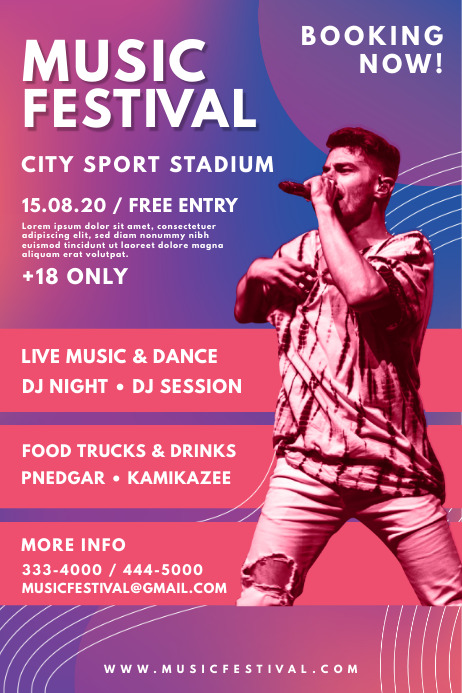 BOOKING
NOW!
MUSIC
FESTIVAL
CITY SPORT STADIUM
15.08.20 / FREE ENTRY
Lorem ipsum dolor sit amet, consectetuer
adipiscing elit, sed diam nonummy nibh
euismod tincidunt ut laoreet dolore magna
aliquam erat volutpat.
+18 ONLY
LIVE MUSIC & DANCE
DJ NIGHT • DJ SESSION
FOOD TRUCKS & DRINKS
PNEDGAR • KAMIKAZEE
MORE INFO
333-4000 / 444-5000
MUSICFESTIVAL@GMAIL.COM
WWW.MUSICFESTIVAL.COM